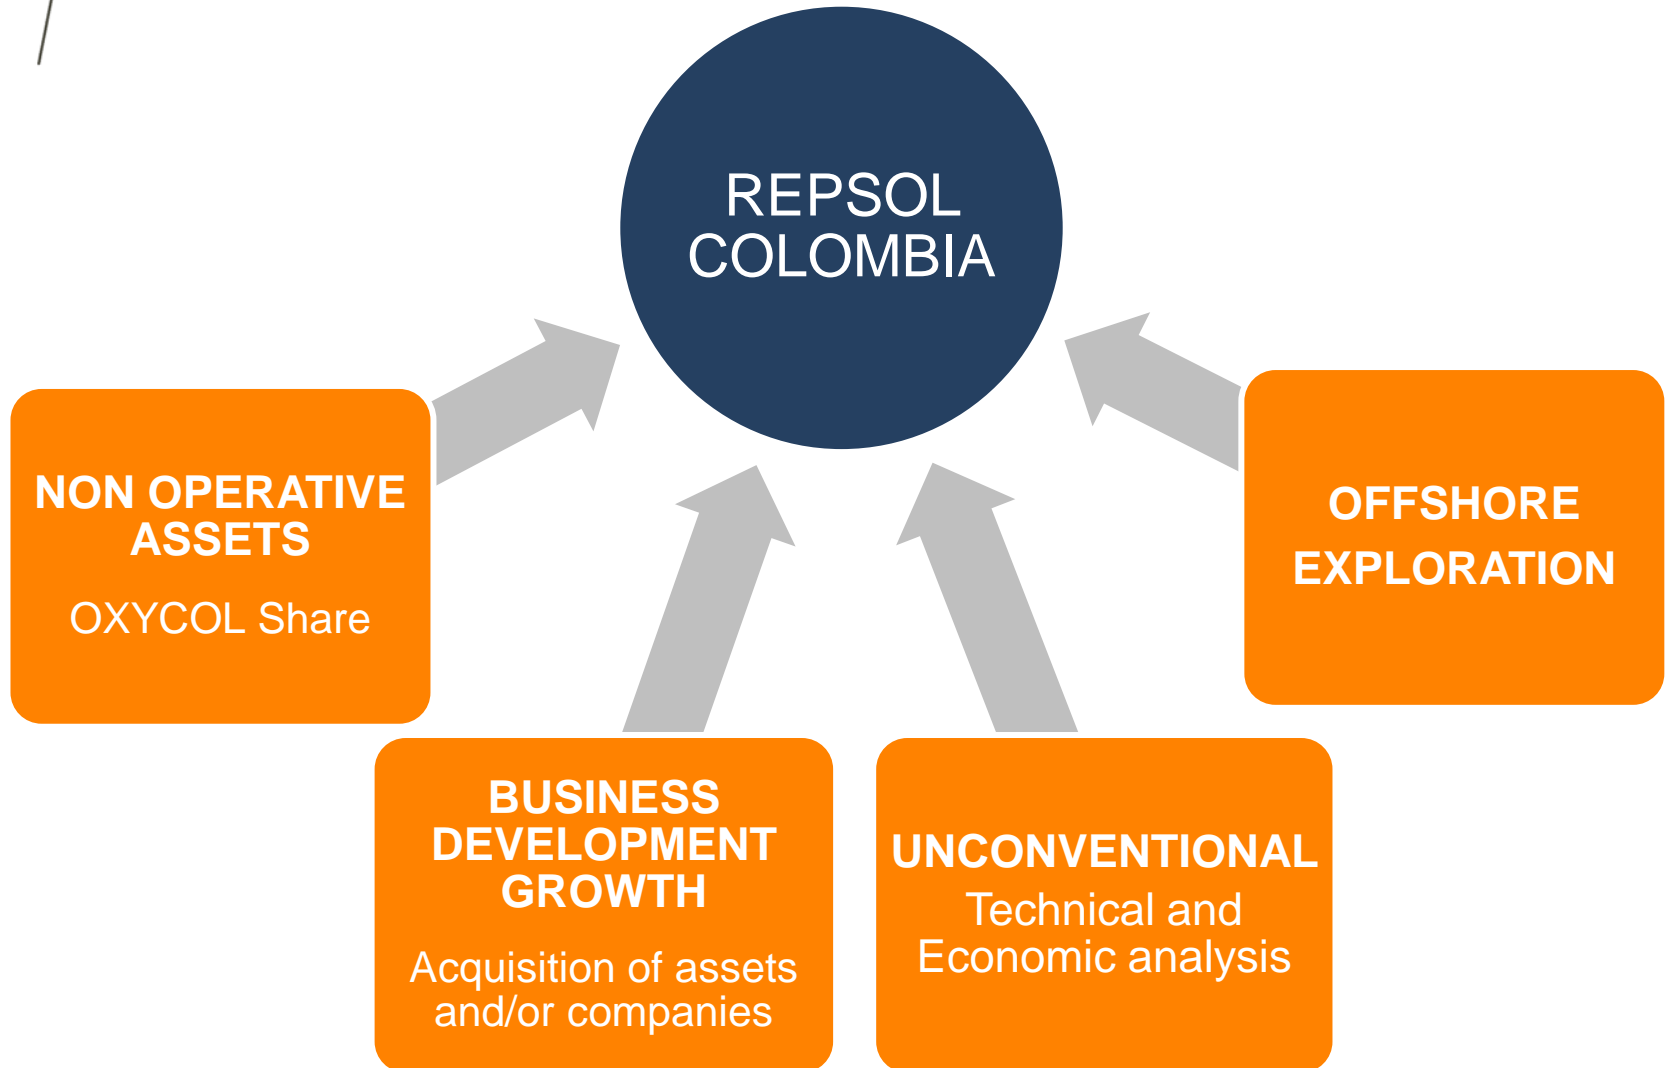 REPSOL
COLOMBIA
NON OPERATIVE
ASSETS
OXYCOL Share
BUSINESS
DEVELOPMENT
GROWTH
Acquisition of assets
and/or companies
UNCONVENTIONAL
Technical and
Economic analysis
OFFSHORE
EXPLORATION